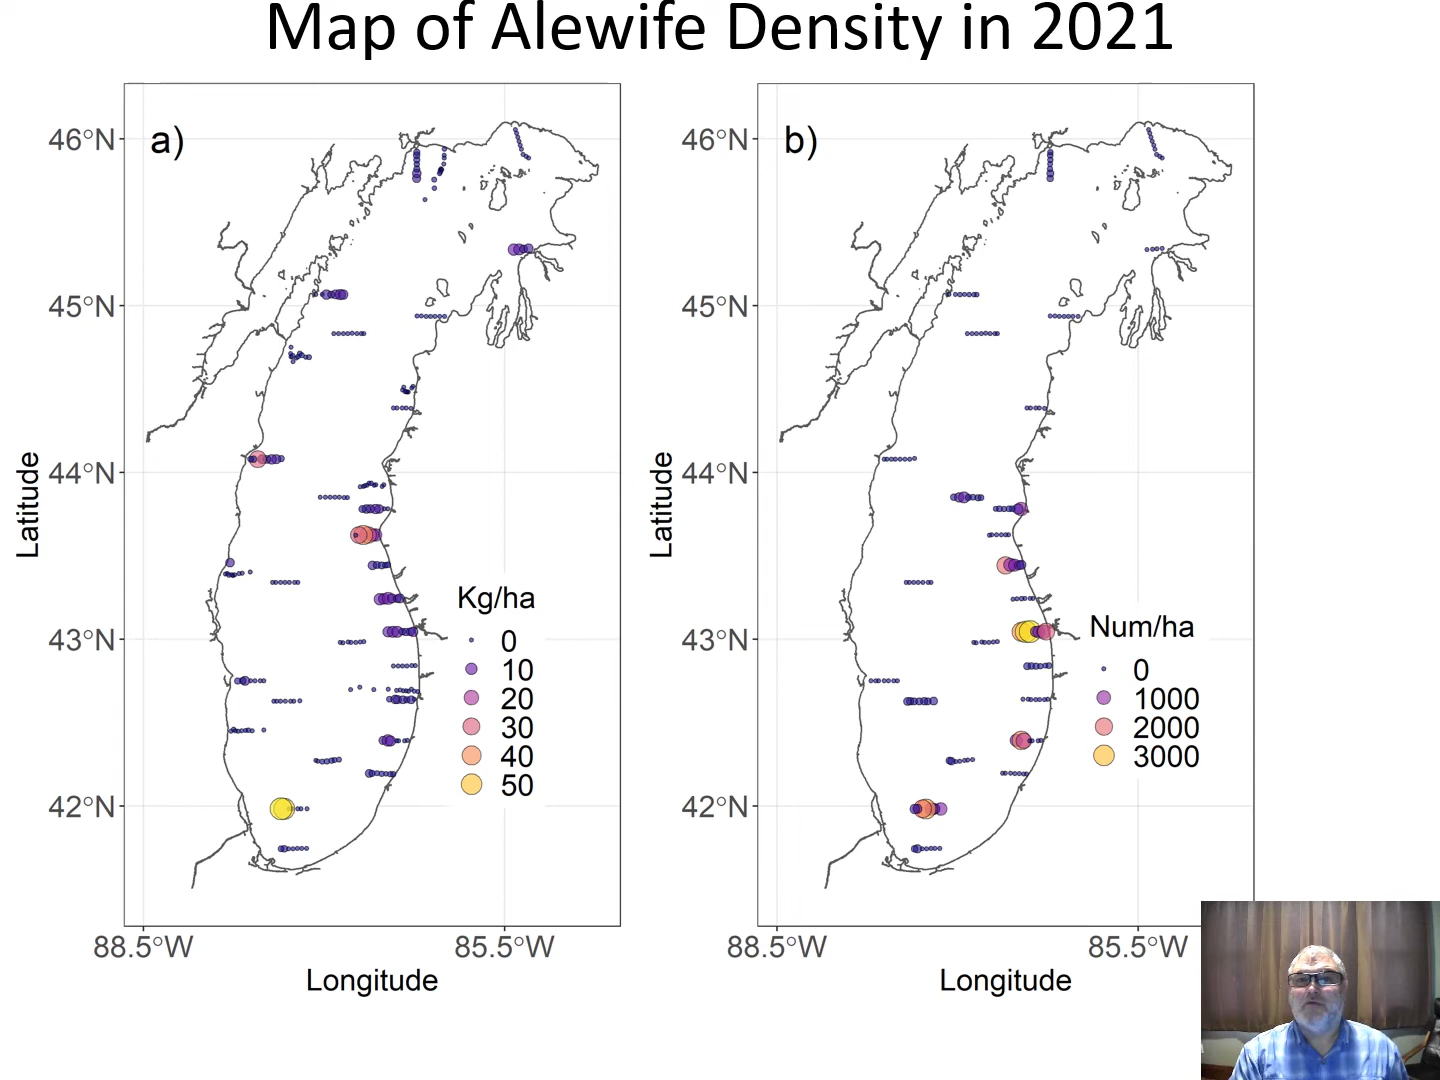 Map of Alewife Density in 2021
a)
46°N
45°N
44°N
43°N
42°N
Latitude
Kg/ha
0
10
20
30
40
50
88.5°W
85.5°W
Longitude
b)
46°N
45°N
44°N
43°N
42°N
Latitude
Num/ha
0
1000
2000
3000
88.5°W
85.5°W
Longitude